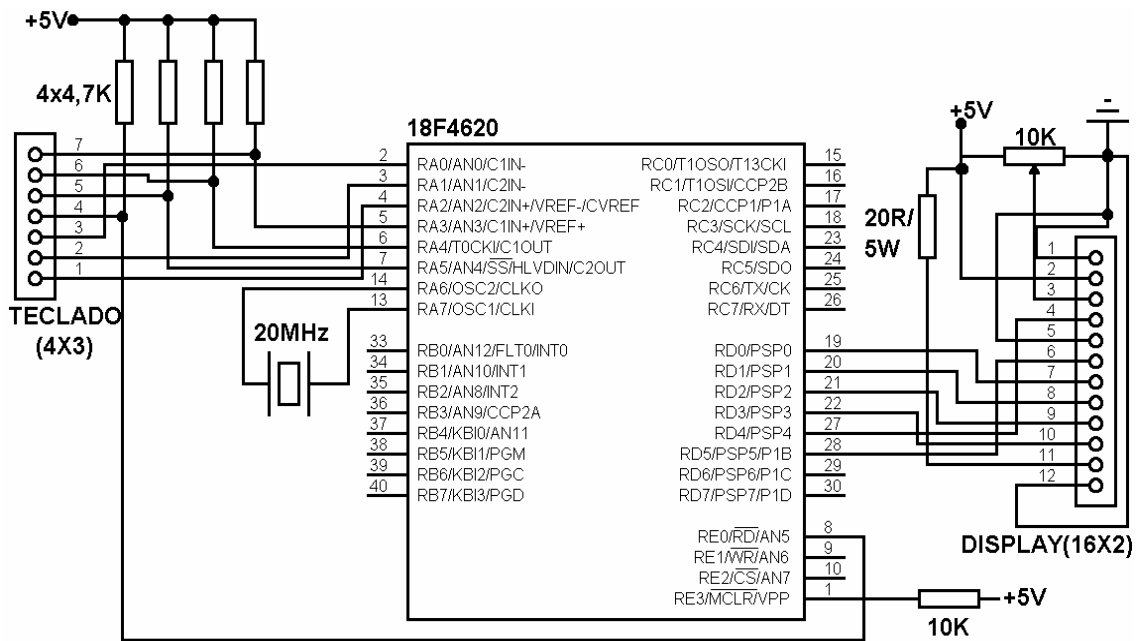 +5V
4x4,7K
7
6
5
4
3
2
1
TECLADO
(4X3)
20MHz
18F4620
2 RA0/AN0/C1IN-
3 RA1/AN1/C2IN-
4 RA2/AN2/C2IN+/VREF-/CVREF
5 RA3/AN3/C1IN+/VREF+
6 RA4/T0CKI/C1OUT
7 RA5/AN4/SS/HLVDIN/C2OUT
14 RA6/OSC2/CLKO
13 RA7/OSC1/CLKI
33 RB0/AN12/FLT0/INT0
34 RB1/AN10/INT1
35 RB2/AN8/INT2
36 RB3/AN9/CCP2A
37 RB4/KBI0/AN11
38 RB5/KBI1/PGM
39 RB6/KBI2/PGC
40 RB7/KBI3/PGD
RC0/T1OSO/T13CKI 15
RC1/T1OSI/CCP2B 16
RC2/CCP1/P1A 17
RC3/SCK/SCL 18
RC4/SDI/SDA 23
RC5/SDO 24
RC6/TX/CK 25
RC7/RX/DT 26
RD0/PSP0 19
RD1/PSP1 20
RD2/PSP2 21
RD3/PSP3 22
RD4/PSP4 27
RD5/PSP5/P1B 28
RD6/PSP6/P1C 29
RD7/PSP7/P1D 30
RE0/RD/AN5 8
RE1/WR/AN6 9
RE2/CS/AN7 10
RE3/MCLR/VPP 1
10K
+5V
+5V
10K
-
20R/
5W
1
2
3
4
5
6
7
8
9
10
11
12
DISPLAY(16X2)